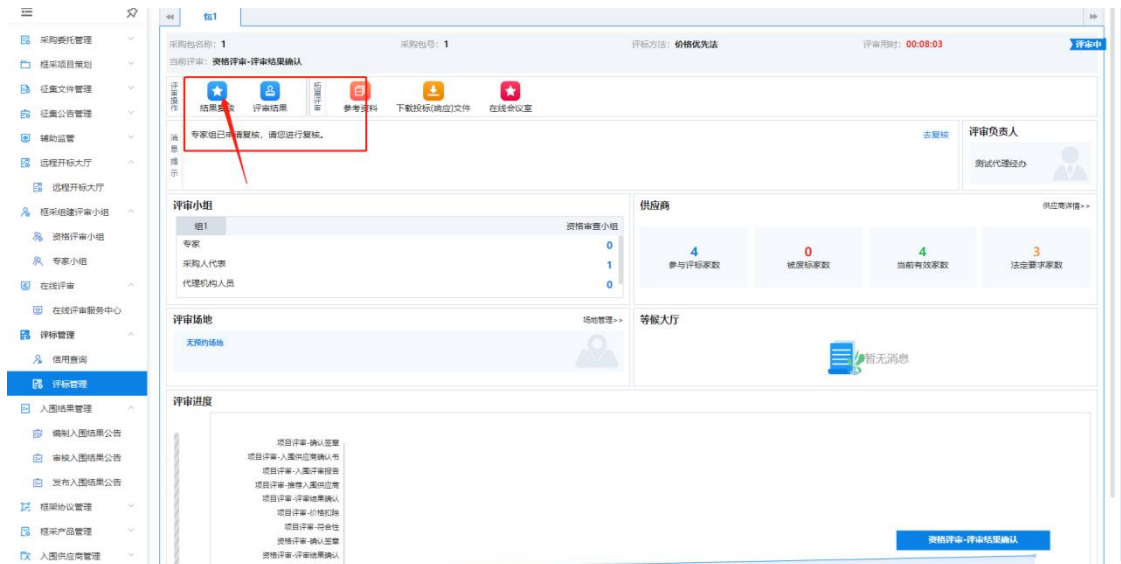 包1
采购委托管理
框采项目策划
征集文件管理
征集公告管理
辅助监管
远程开标大厅
远程开标大厅
框采组建评审小组
资格评审小组
专家小组
在线评审
在线评审服务中心
评标管理
信用查询
评标管理
入围结果管理
编制入围结果公告
审核入围结果公告
发布入围结果公告
框架协议管理
框采产品管理
入围供应商管理
采购包名称: 1
采购包号: 1
评标方法: 价格优先法
评审用时: 00:08:03
评审中
当前评审: 资格评审-评审结果确认
评审操作
结果复核
评审结果
拓展评审
参考资料
下载投标(响应)文件
在线会议室
消息提示
专家组已申请复核, 请您进行复核。
去复核
评审负责人
测试代理经办
评审小组
组1
资格审查小组
专家 0
采购人代表 1
代理机构人员 0
供应商
供应商详情>>
4
参与评标家数
0
被废标家数
4
当前有效家数
3
法定要求家数
评审场地
场地管理>>
无预约场地
等候大厅
暂无消息
评审进度
项目评审-确认签章
项目评审-入围供应商确认书
项目评审-入围评审报告
项目评审-推荐入围供应商
项目评审-评审结果确认
项目评审-价格扣除
项目评审-符合性
资格评审-确认签章
资格评审-评审结果确认
资格评审-评审结果确认